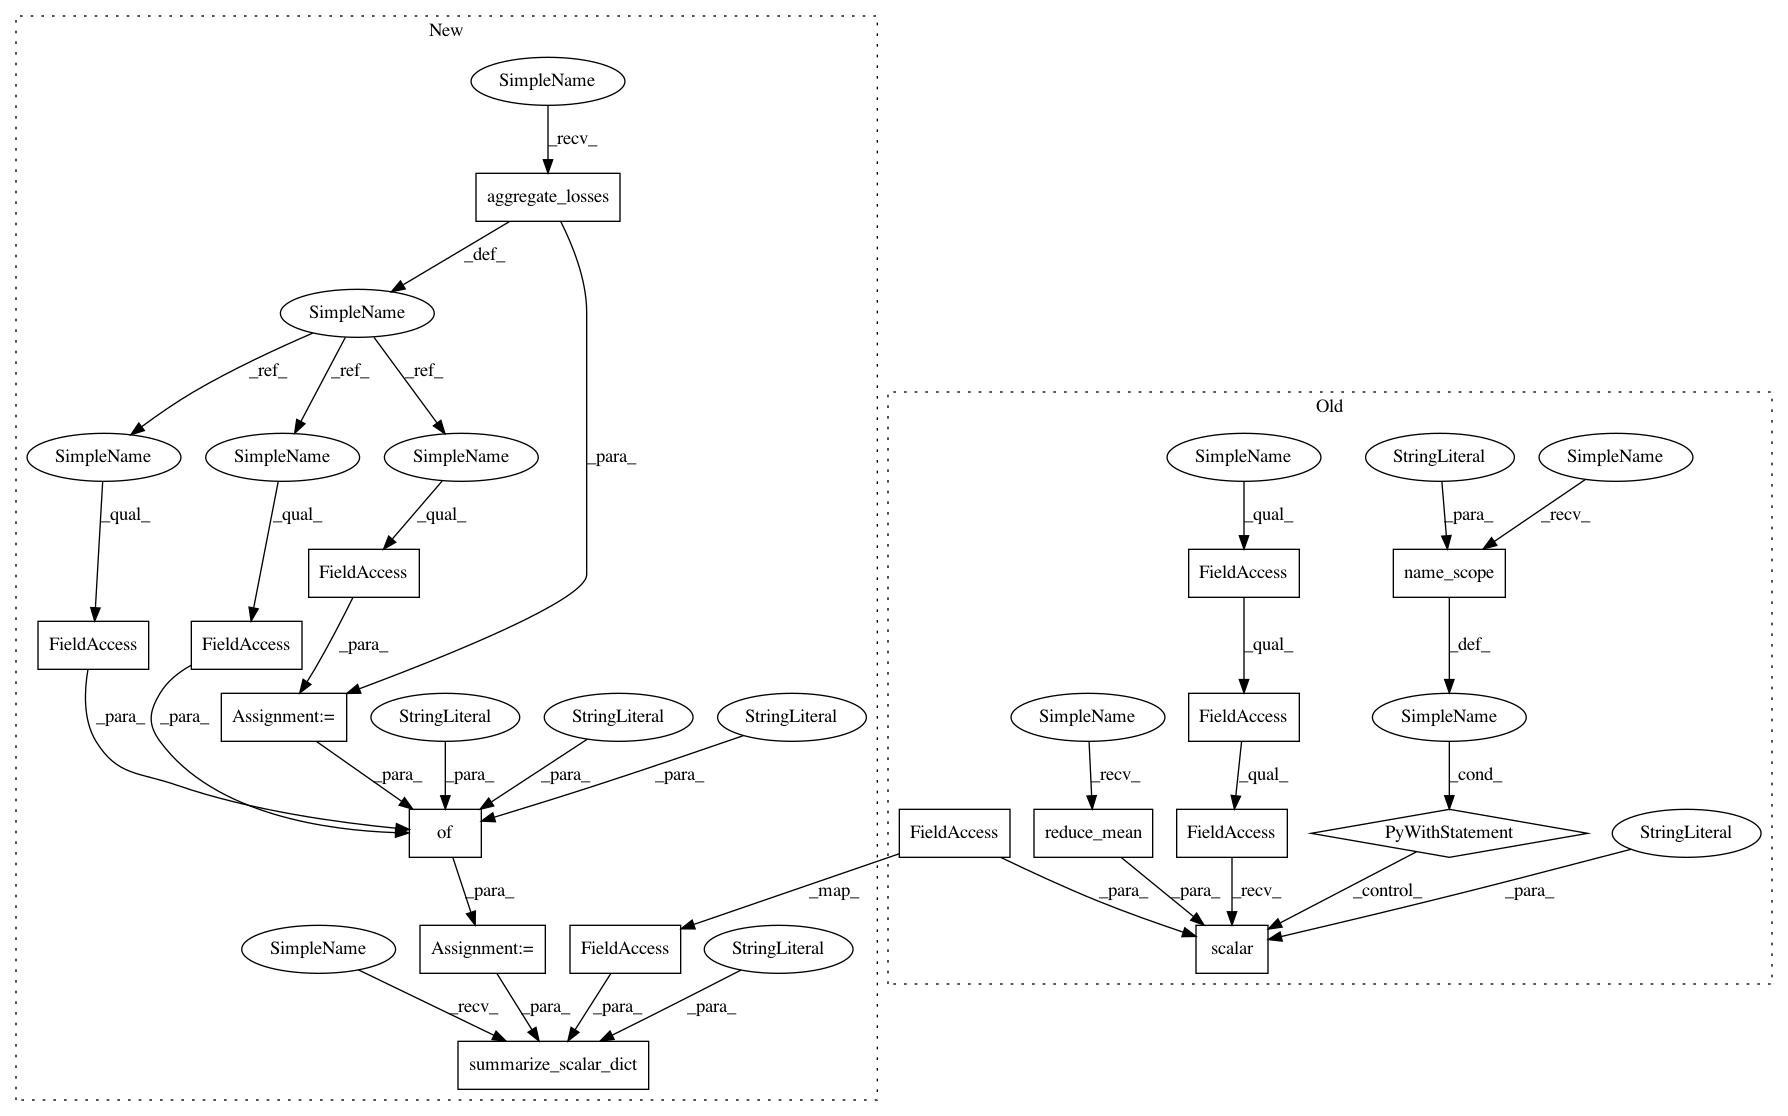 New
SimpleName
_recv_
aggregate_losses
_def_
SimpleName
_ref_ _ref_ _ref_ _para_
SimpleName SimpleName SimpleName
_qual_ _qual_ _qual_
FieldAccess
FieldAccess FieldAccess _para_
Assignment:= StringLiteral StringLiteral StringLiteral
_para_ _para_ _para_ _para_ _para_ _para_
of
_para_
SimpleName Assignment:= FieldAccess StringLiteral
_recv_ _para_ _para_ _para_
summarize_scalar_dict
Old
SimpleName StringLiteral SimpleName
_qual_ _para_ _recv_
FieldAccess name_scope
_qual_ _def_
SimpleName FieldAccess SimpleName
_recv_ _qual_ _cond_
FieldAccess reduce_mean FieldAccess PyWithStatement StringLiteral
_map_ _para_ _para_ _recv_ _control_ _para_
scalar